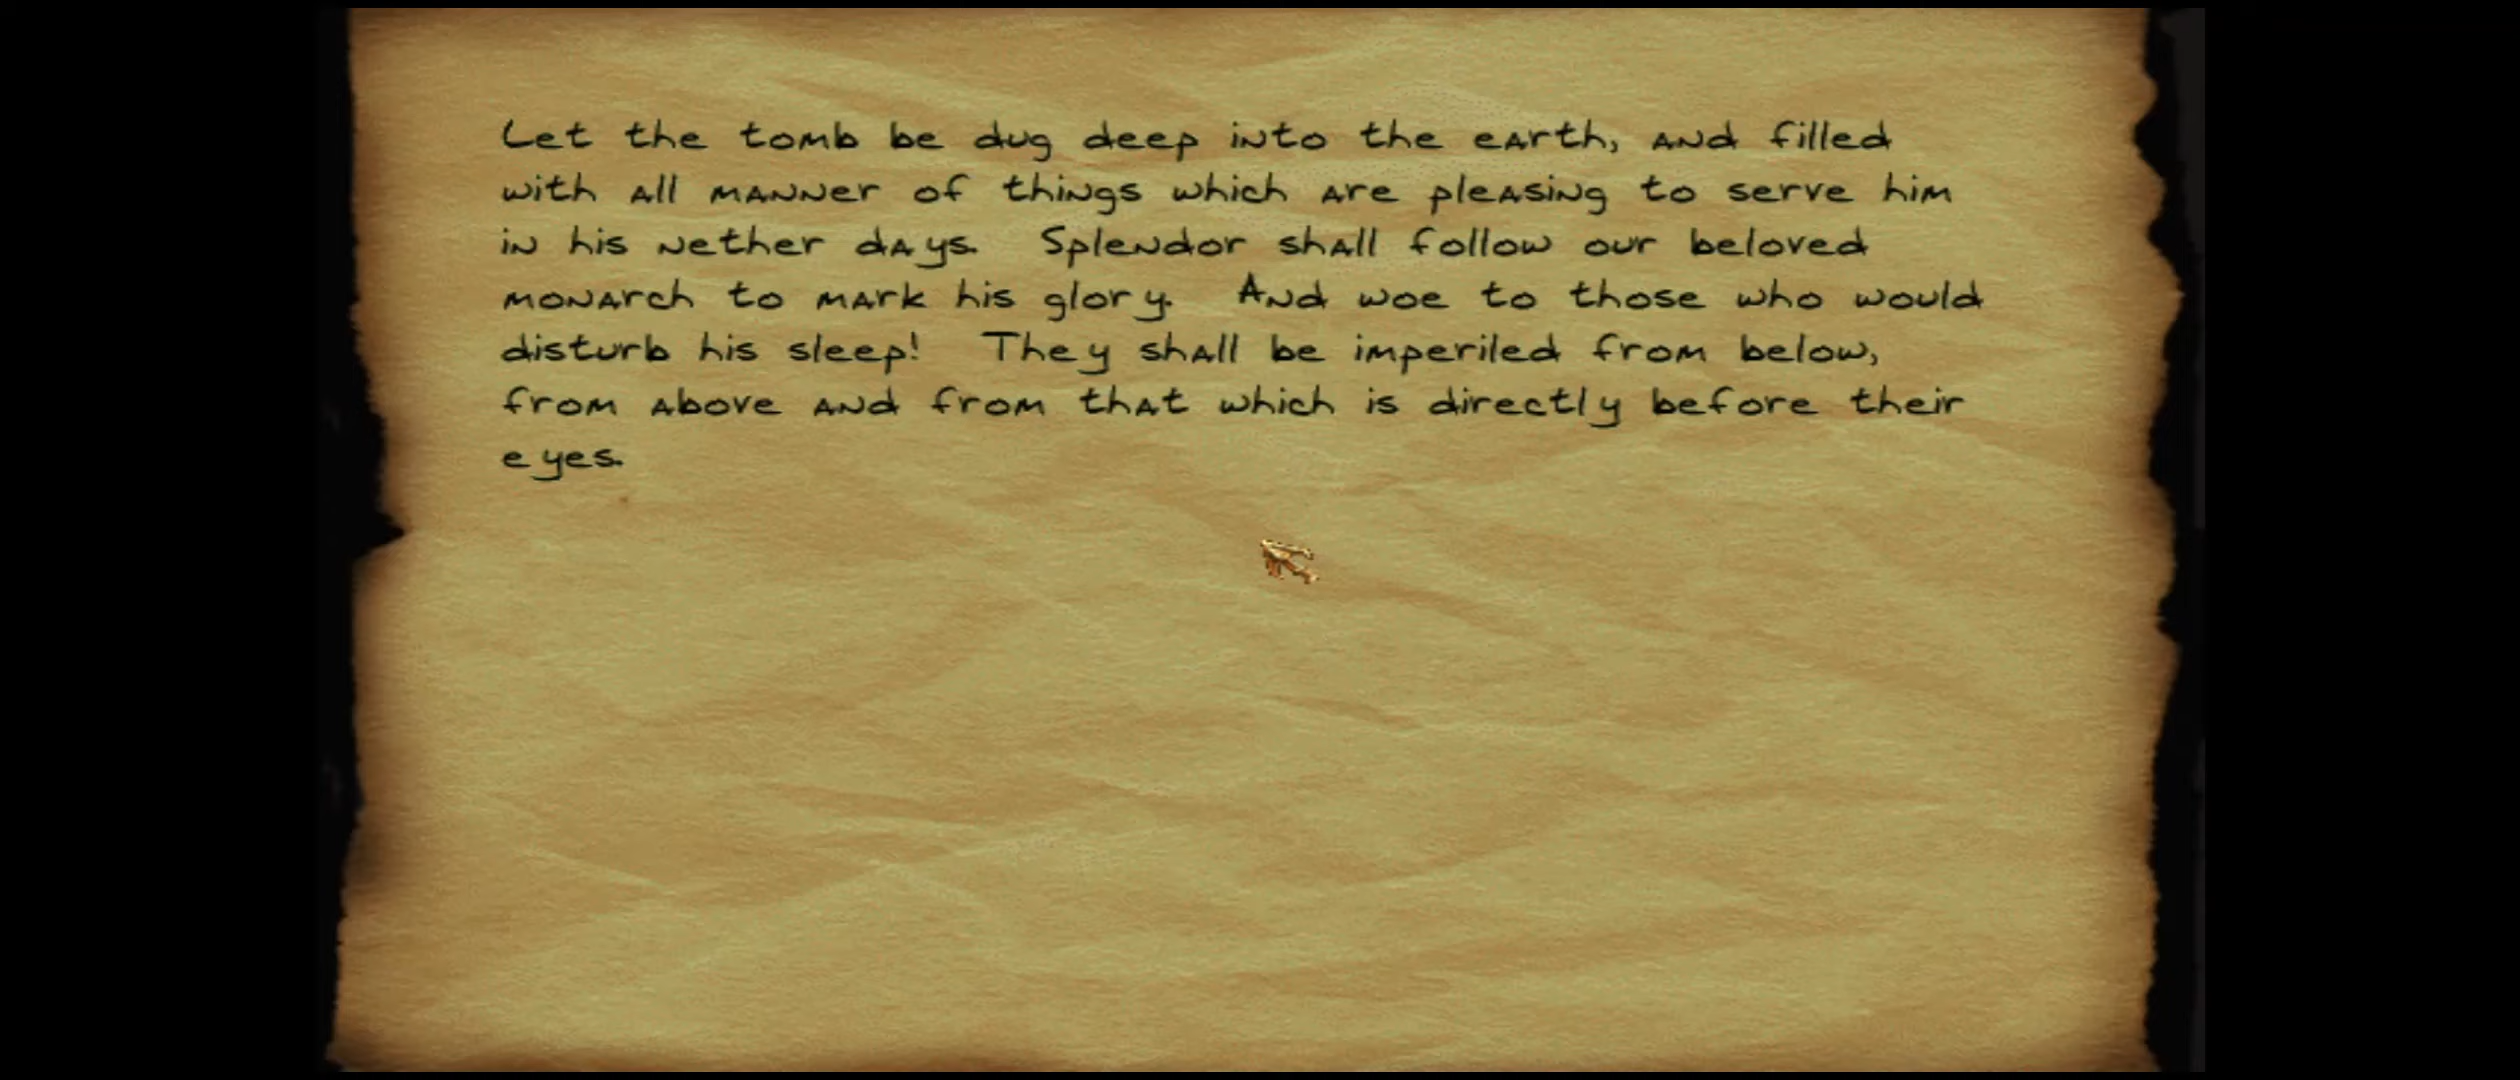 Let the tomb be dug deep into the earth, and filled
with all manner of things which are pleasing to serve him
in his nether days. Splendor shall follow our beloved
monarch to mark his glory. And woe to those who would
disturb his sleep! They shall be imperiled from below,
from above and from that which is directly before their
eyes.